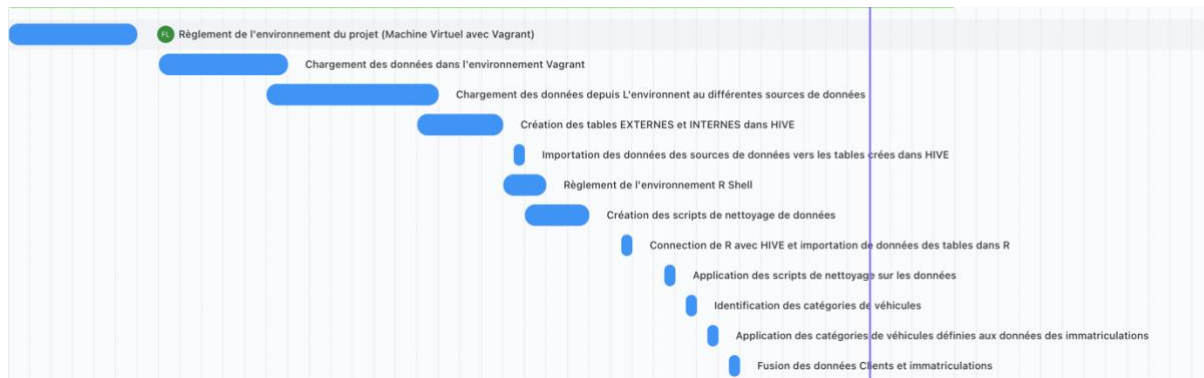 FL Règlement de l'environnement du projet (Machine Virtuel avec Vagrant)
Chargement des données dans l'environnement Vagrant
Chargement des données depuis L'environnent au différentes sources de données
Création des tables EXTERNES et INTERNES dans HIVE
Importation des données des sources de données vers les tables crées dans HIVE
Règlement de l'environnement R Shell
Création des scripts de nettoyage de données
Connection de R avec HIVE et importation de données des tables dans R
Application des scripts de nettoyage sur les données
Identification des catégories de véhicules
Application des catégories de véhicules définies aux données des immatriculations
Fusion des données Clients et immatriculations